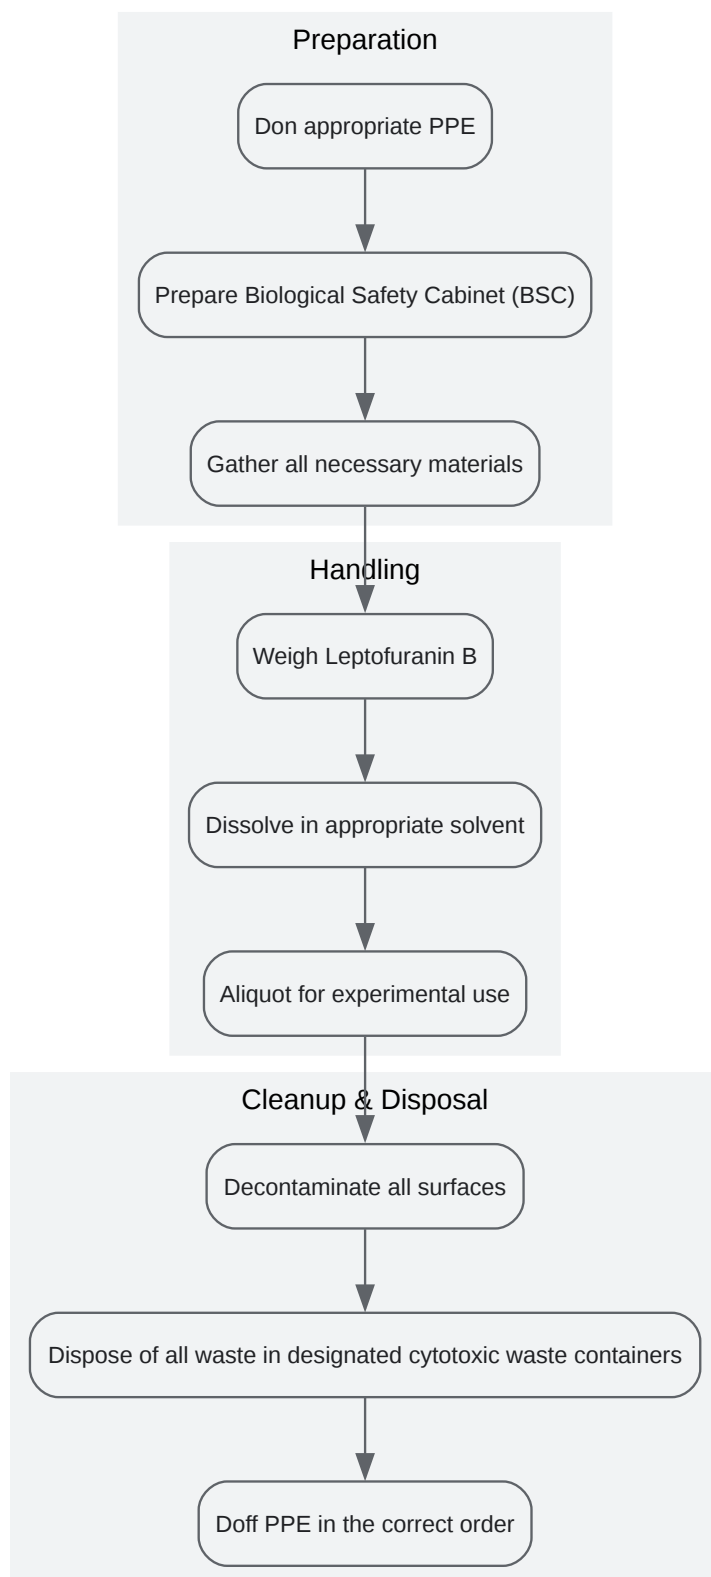 Preparation
Don appropriate PPE
Prepare Biological Safety Cabinet (BSC)
Gather all necessary materials
Handling
Weigh Leptofuranin B
Dissolve in appropriate solvent
Aliquot for experimental use
Cleanup & Disposal
Decontaminate all surfaces
Dispose of all waste in designated cytotoxic waste containers
Doff PPE in the correct order